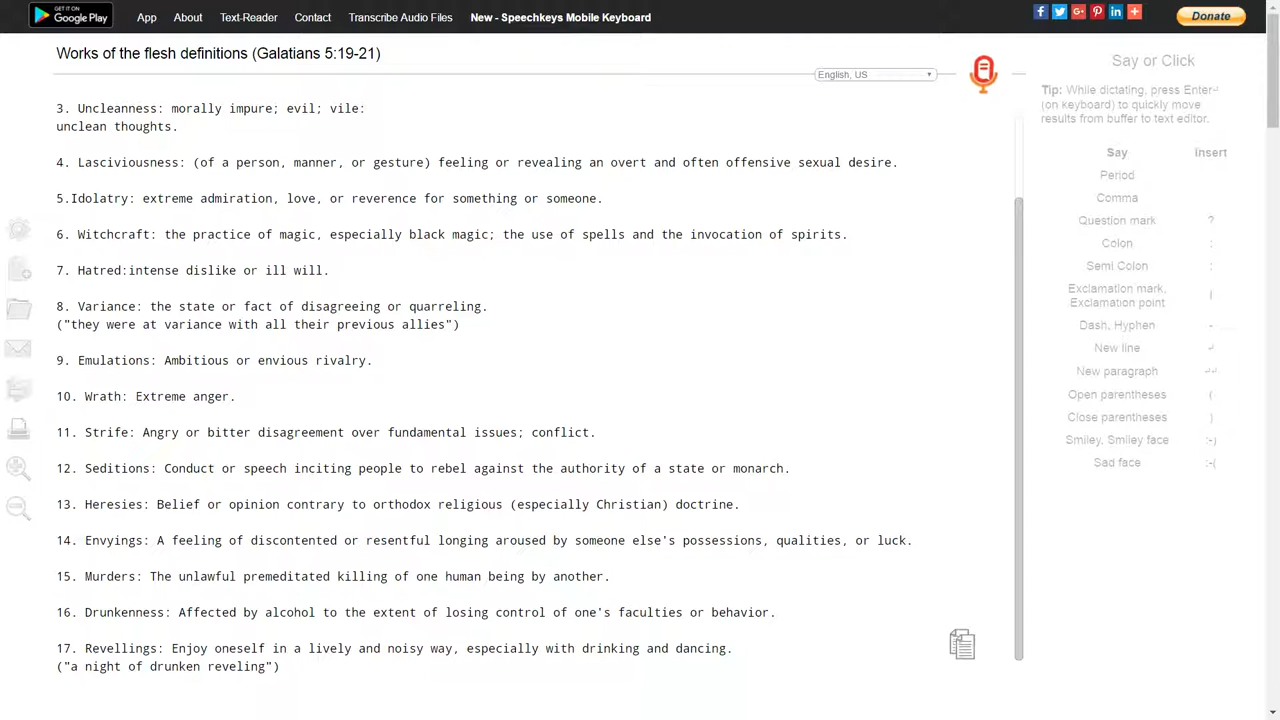 GET IT ON
Google Play
App
About
Text-Reader
Contact
Transcribe Audio Files
New - Speechkeys Mobile Keyboard
Donate
Works of the flesh definitions (Galatians 5:19-21)
English, US
3. Uncleanness: morally impure; evil; vile:
unclean thoughts.
4. Lasciviousness: (of a person, manner, or gesture) feeling or revealing an overt and often offensive sexual desire.
5.Idolatry: extreme admiration, love, or reverence for something or someone.
6. Witchcraft: the practice of magic, especially black magic; the use of spells and the invocation of spirits.
7. Hatred:intense dislike or ill will.
8. Variance: the state or fact of disagreeing or quarreling.
("they were at variance with all their previous allies")
9. Emulations: Ambitious or envious rivalry.
10. Wrath: Extreme anger.
11. Strife: Angry or bitter disagreement over fundamental issues; conflict.
12. Seditions: Conduct or speech inciting people to rebel against the authority of a state or monarch.
13. Heresies: Belief or opinion contrary to orthodox religious (especially Christian) doctrine.
14. Envyings: A feeling of discontented or resentful longing aroused by someone else's possessions, qualities, or luck.
15. Murders: The unlawful premeditated killing of one human being by another.
16. Drunkenness: Affected by alcohol to the extent of losing control of one's faculties or behavior.
17. Revellings: Enjoy oneself in a lively and noisy way, especially with drinking and dancing.
("a night of drunken reveling")
Say or Click
Tip: While dictating, press Enter↵
(on keyboard) to quickly move
results from buffer to text editor.
Say Insert
Period
Comma
Question mark ?
Colon :
Semi Colon ;
Exclamation mark,
Exclamation point !
Dash, Hyphen -
New line ↵
New paragraph ↵↵
Open parentheses (
Close parentheses )
Smiley, Smiley face :-)
Sad face :-(